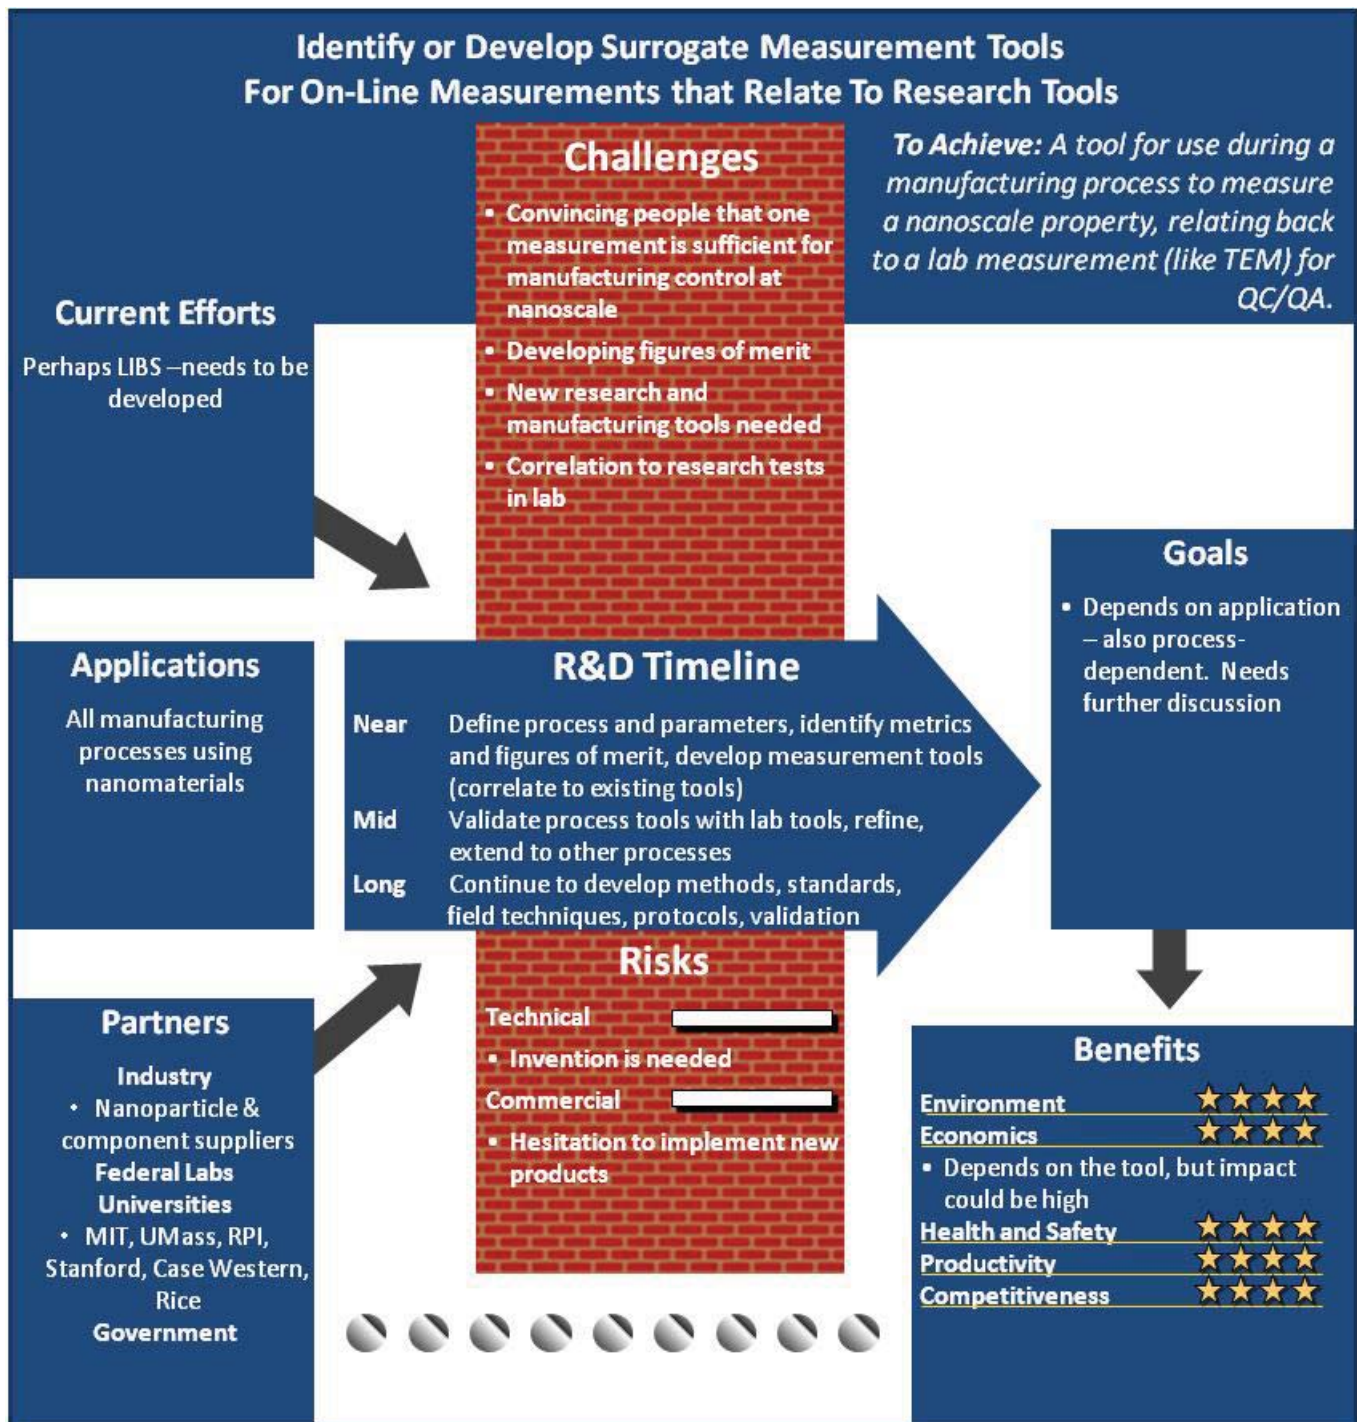 Identify or Develop Surrogate Measurement Tools
For On-Line Measurements that Relate To Research Tools
To Achieve: A tool for use during a
manufacturing process to measure
a nanoscale property, relating back
to a lab measurement (like TEM) for
QC/QA.
Challenges
▪ Convincing people that one
measurement is sufficient for
manufacturing control at
nanoscale
▪ Developing figures of merit
▪ New research and
manufacturing tools needed
▪ Correlation to research tests
in lab
Current Efforts
Perhaps LIBS –needs to be
developed
Applications
All manufacturing
processes using
nanomaterials
R&D Timeline
Near Define process and parameters, identify metrics
and figures of merit, develop measurement tools
(correlate to existing tools)
Mid Validate process tools with lab tools, refine,
extend to other processes
Long Continue to develop methods, standards,
field techniques, protocols, validation
Goals
▪ Depends on application
– also process-
dependent. Needs
further discussion
Partners
Industry
• Nanoparticle &
component suppliers
Federal Labs
Universities
• MIT, UMass, RPI,
Stanford, Case Western,
Rice
Government
Risks
Technical
▪ Invention is needed
Commercial
▪ Hesitation to implement new
products
Benefits
Environment
Economics
▪ Depends on the tool, but impact
could be high
Health and Safety
Productivity
Competitiveness